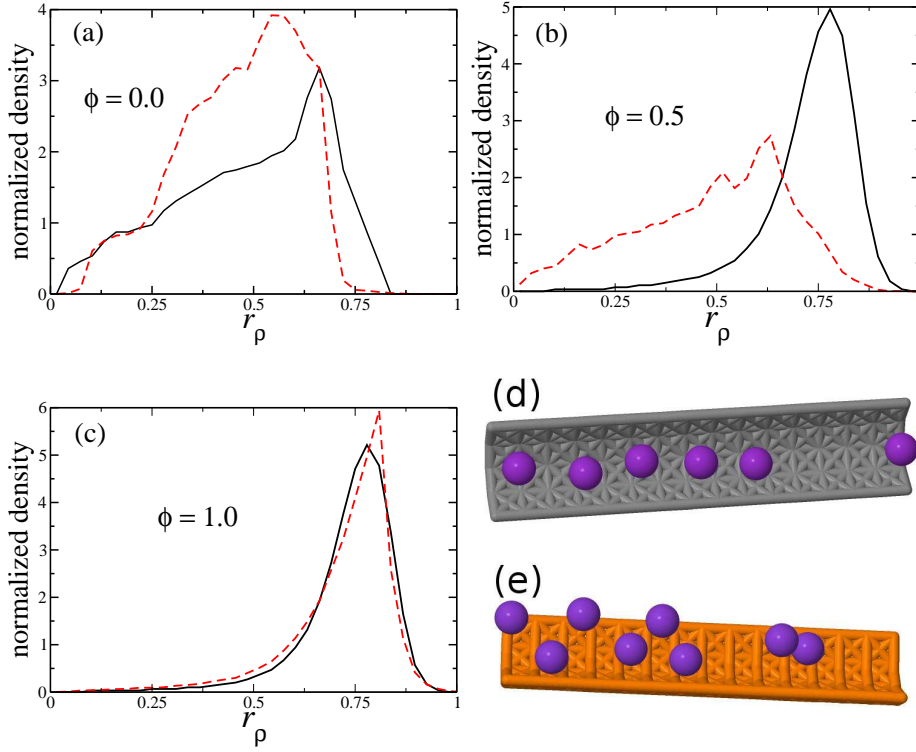 (a)
ϕ = 0.0
normalized density
4
3
2
1
0
0
0.25
0.5
0.75
1
r_ρ
(b)
ϕ = 0.5
normalized density
5
4
3
2
1
0
0
0.25
0.5
0.75
r_ρ
(c)
ϕ = 1.0
normalized density
6
5
4
3
2
1
0
0
0.25
0.5
0.75
1
r_ρ
(d)
(e)